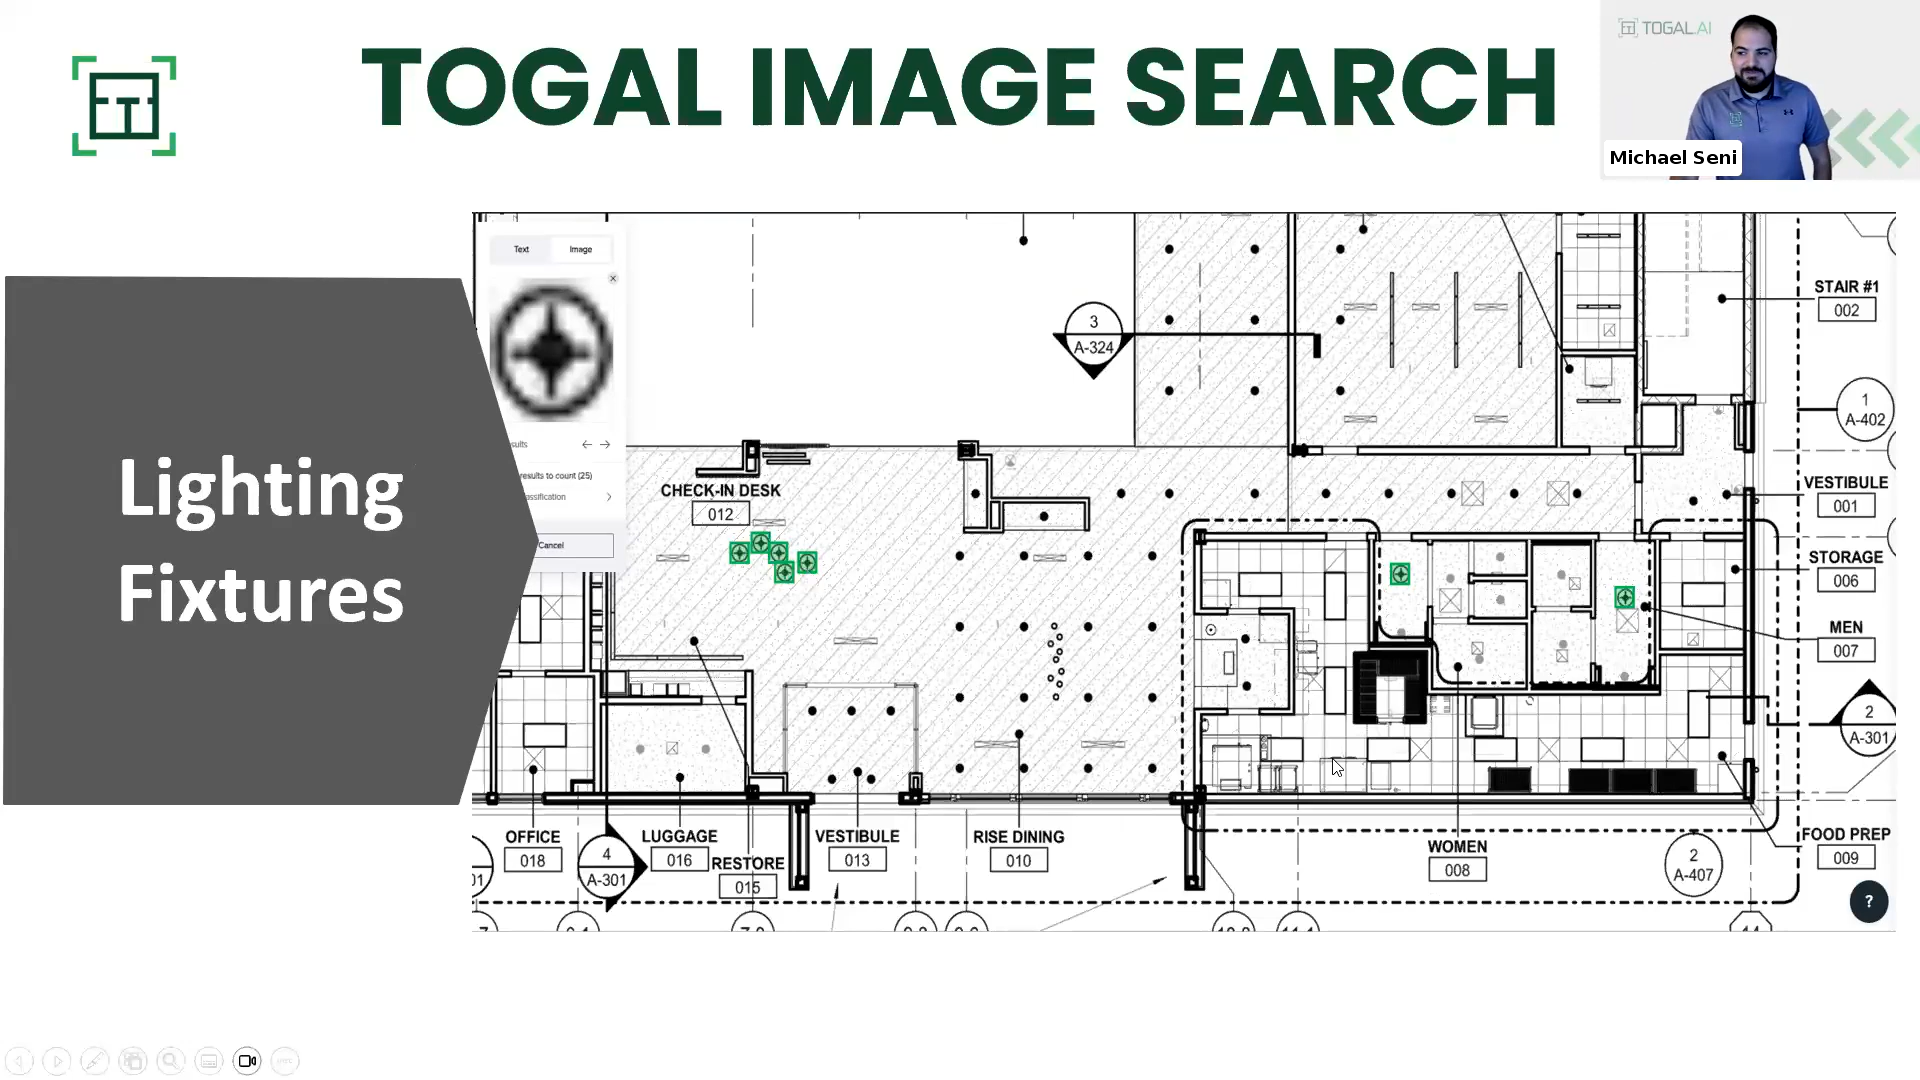 TOGAL IMAGE SEARCH
TOGAL.AI
Michael Seni
Lighting
Fixtures
Text
Image
results to count (25)
Cancel
CHECK-IN DESK
012
3
A-324
STAIR #1
002
1
A-402
VESTIBULE
001
STORAGE
006
MEN
007
2
A-301
FOOD PREP
009
OFFICE
018
4
A-301
LUGGAGE
016
RESTORE
015
VESTIBULE
013
RISE DINING
010
WOMEN
008
2
A-407
?